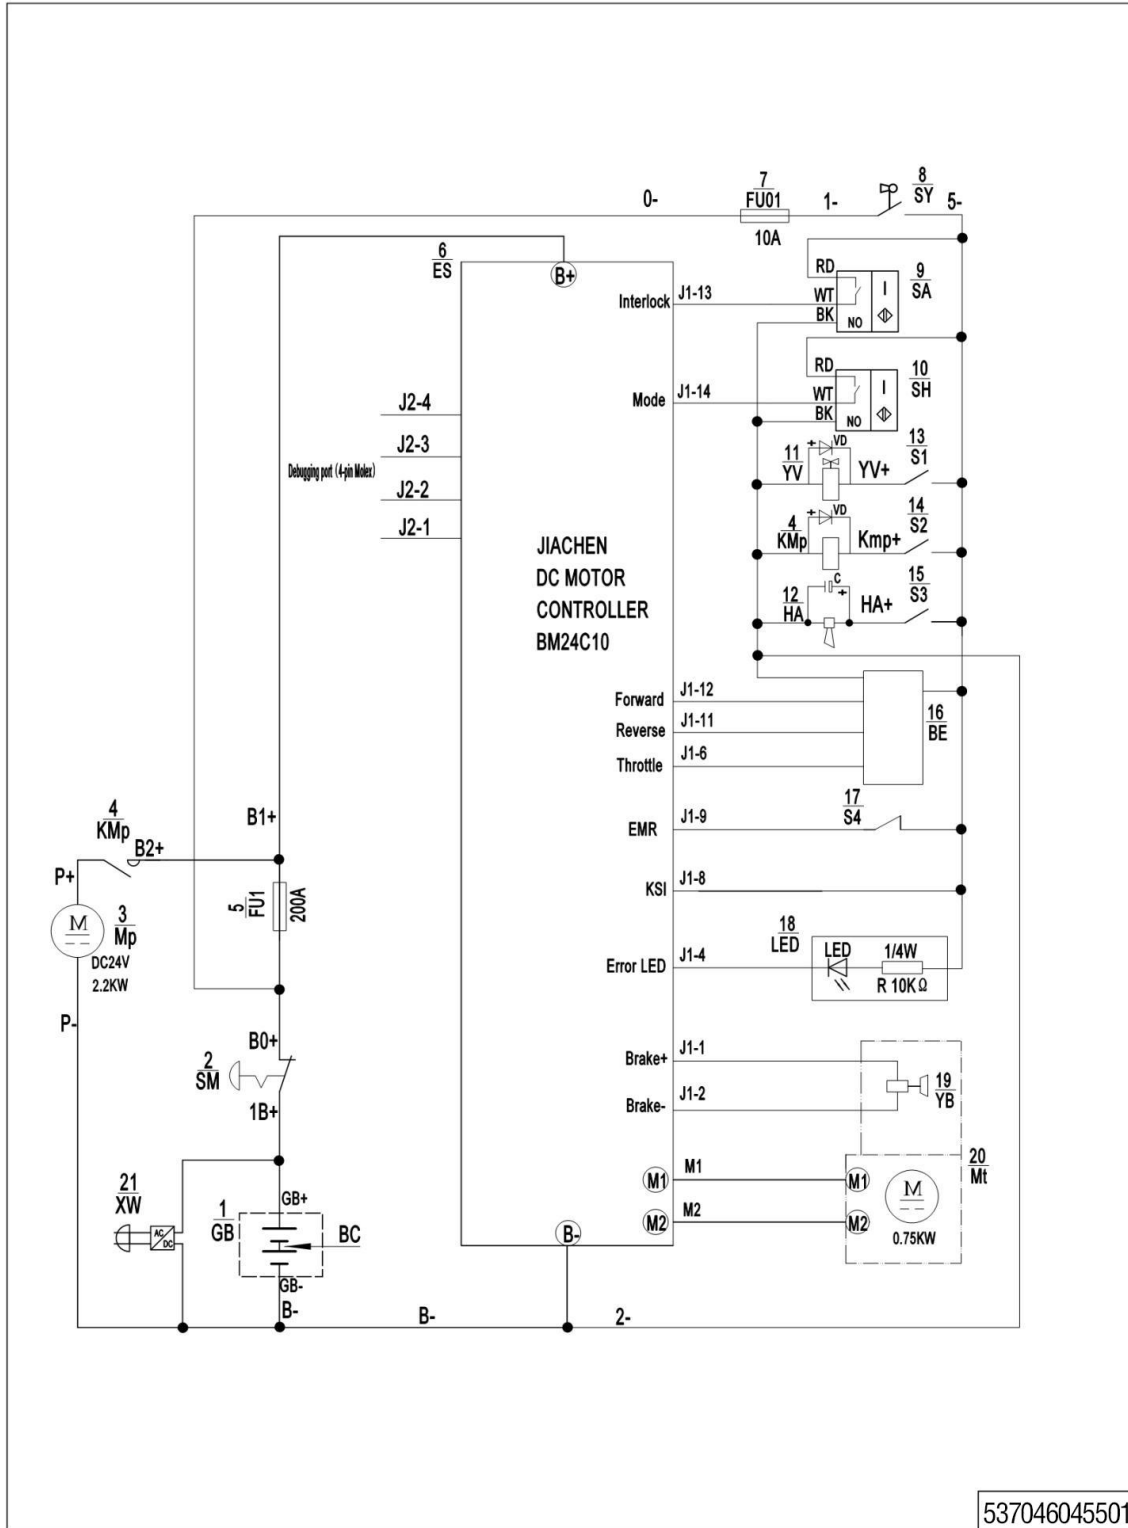 0-
7
FU01
10A
1-
8
SY
5-
6
ES
B+
Interlock
J1-13
RD
WT
BK
NO
I
9
SA
Mode
J1-14
RD
WT
BK
NO
I
10
SH
J2-4
J2-3
Debugging port (4-pin Molex)
J2-2
J2-1
11
YV
+
VD
YV+
13
S1
4
KMp
+
VD
Kmp+
14
S2
12
HA
C
+
HA+
15
S3
JIACHEN
DC MOTOR
CONTROLLER
BM24C10
Forward
J1-12
Reverse
J1-11
Throttle
J1-6
16
BE
EMR
J1-9
17
S4
KSI
J1-8
Error LED
J1-4
18
LED
LED
1/4W
R 10KΩ
4
KMp
B1+
B2+
P+
M
3
Mp
DC24V
2.2KW
5
FU1
200A
P-
B0+
2
SM
1B+
Brake+
J1-1
Brake-
J1-2
19
YB
20
Mt
M1
M1
M1
M2
M2
M2
M
0.75KW
21
XW
AC
DC
1
GB
GB+
BC
GB-
B-
B-
B-
2-
537046045501